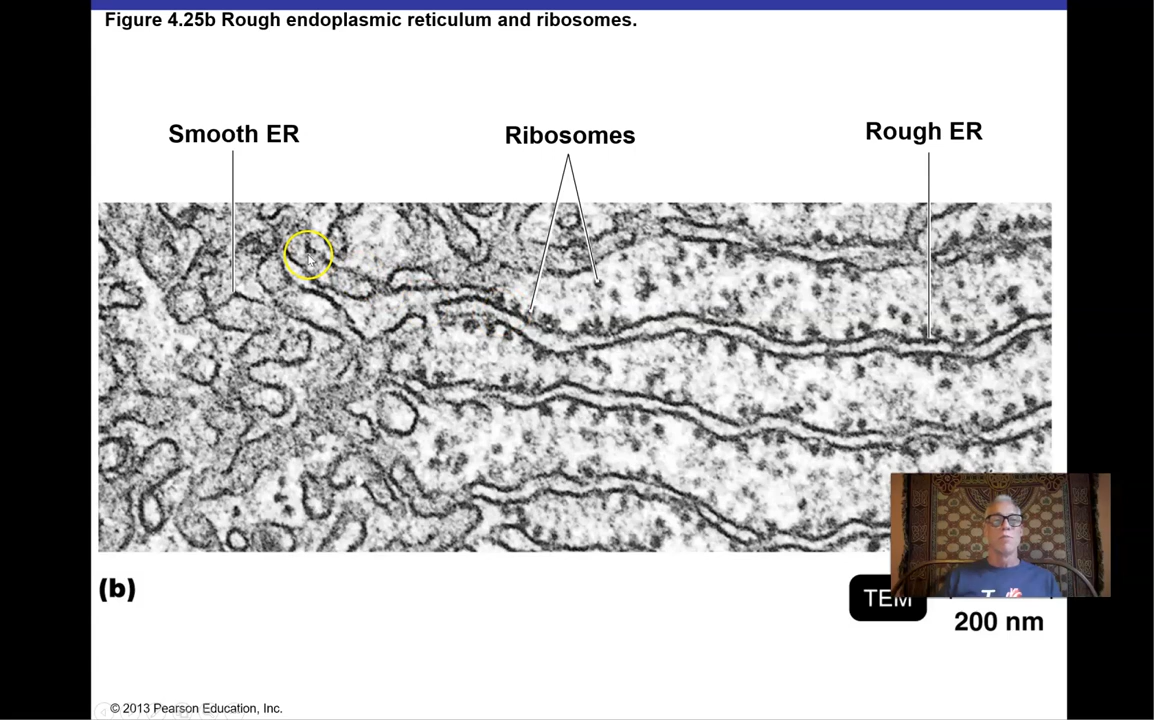 Figure 4.25b Rough endoplasmic reticulum and ribosomes.
Smooth ER
Ribosomes
Rough ER
(b)
TEM
200 nm
© 2013 Pearson Education, Inc.